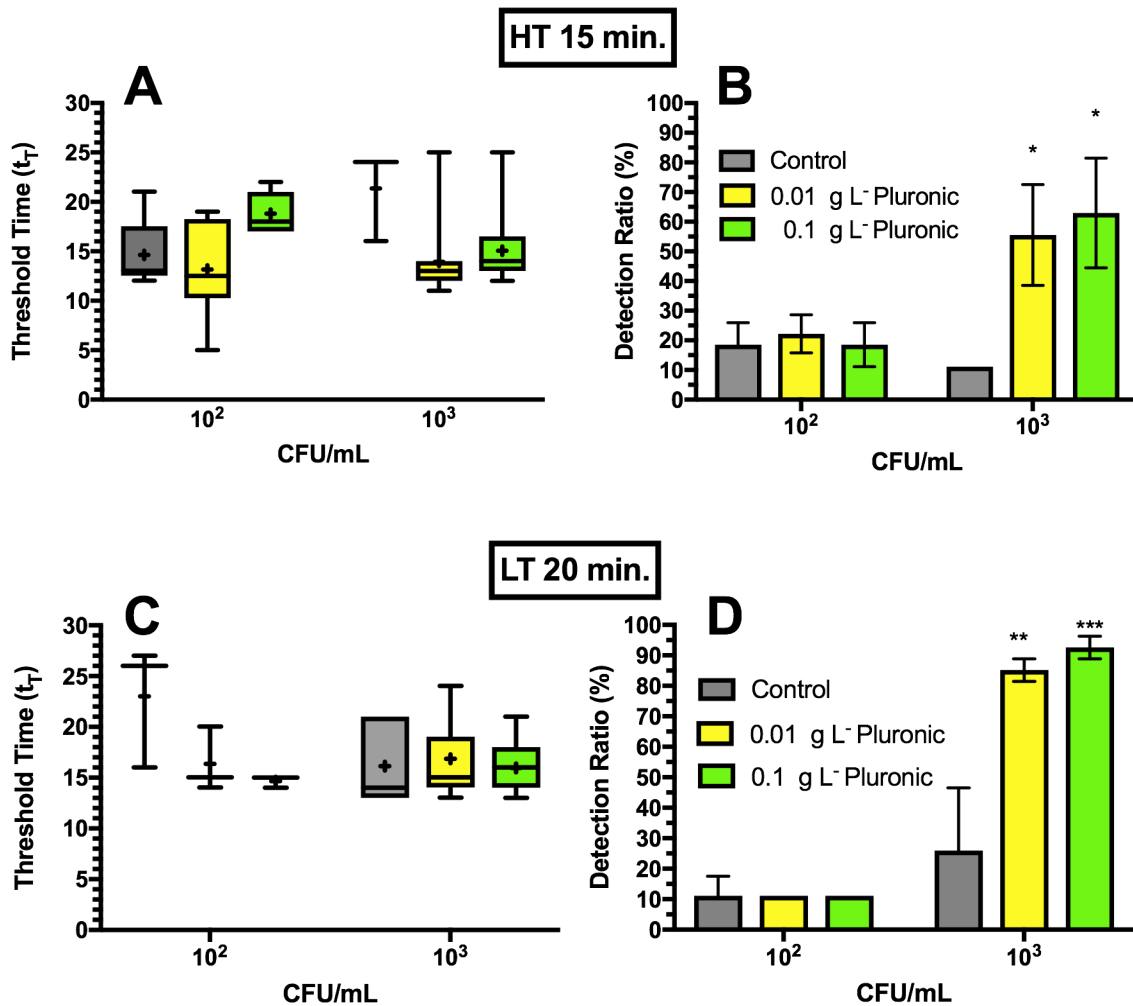 HT 15 min.
A
30
25
20
15
10
5
0
Threshold Time (tT)
10²
10³
CFU/mL
B
100
90
80
70
60
50
40
30
20
10
0
Detection Ratio (%)
Control
0.01 g L⁻ Pluronic
0.1 g L⁻ Pluronic
*
*
10²
10³
CFU/mL
LT 20 min.
C
30
25
20
15
10
5
0
Threshold Time (tT)
10²
10³
CFU/mL
D
100
90
80
70
60
50
40
30
20
10
0
Detection Ratio (%)
Control
0.01 g L⁻ Pluronic
0.1 g L⁻ Pluronic
**
***
10²
10³
CFU/mL